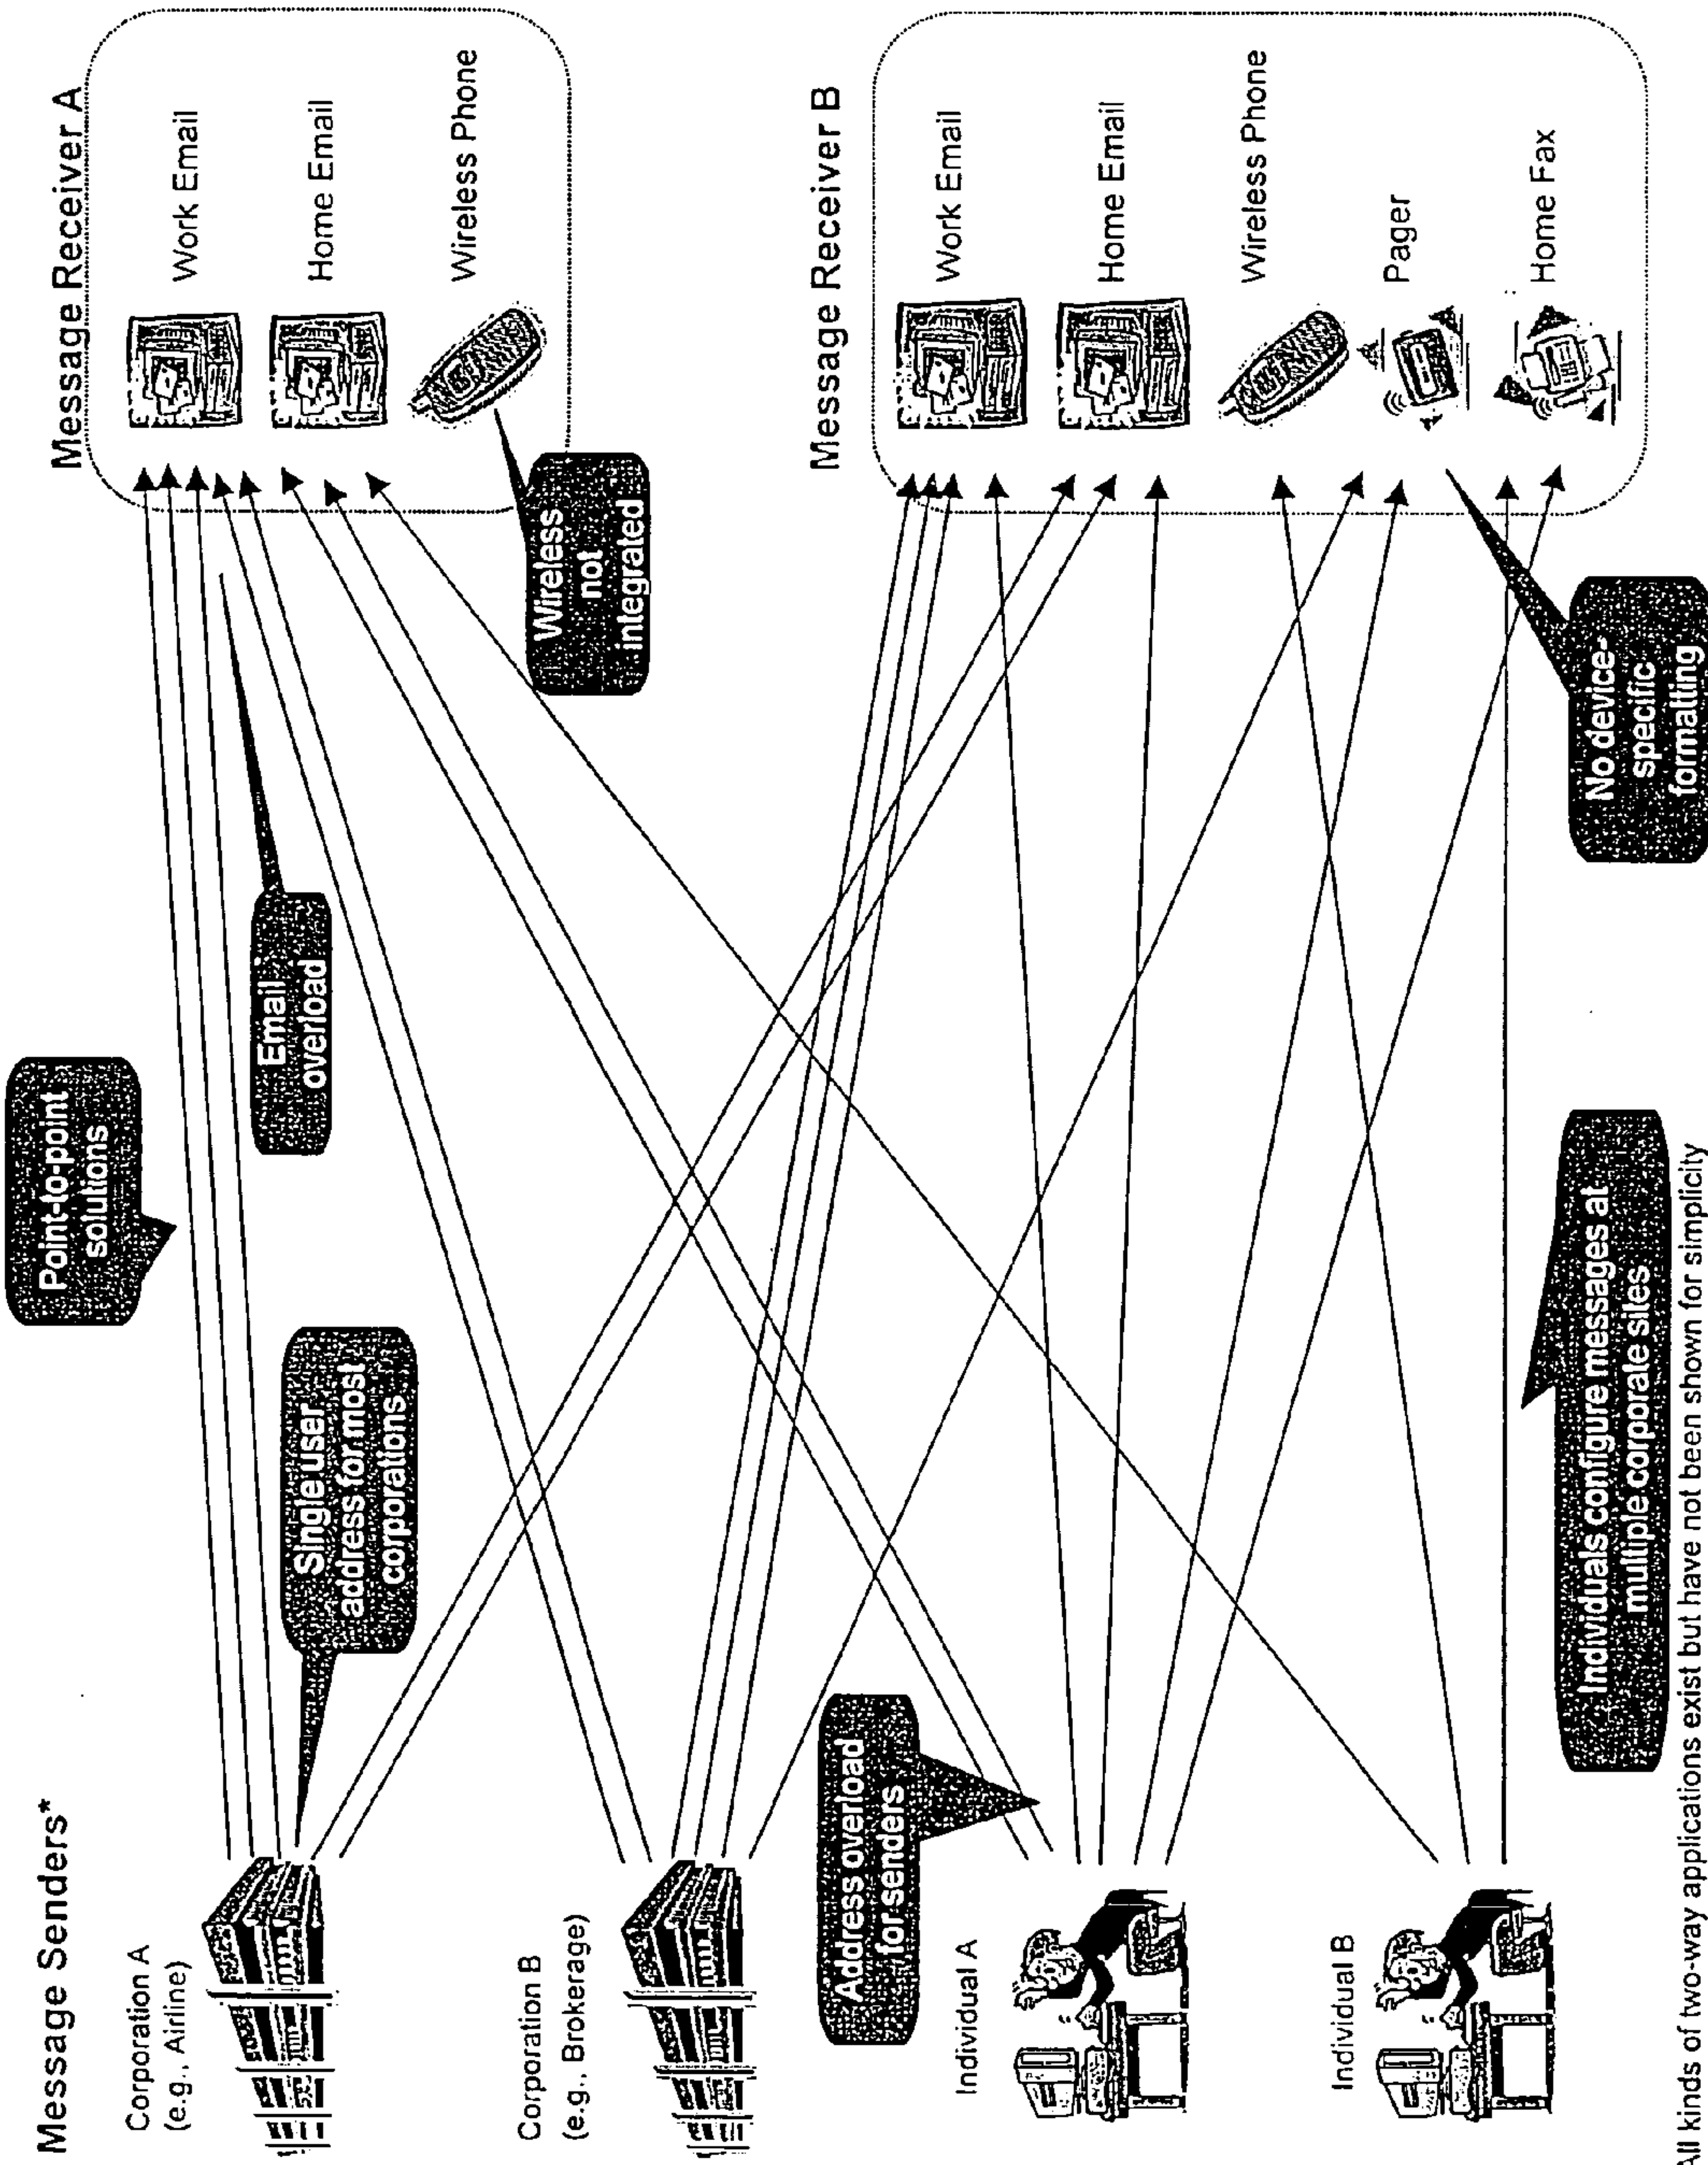 Message Senders*
Corporation A
(e.g., Airline)
Corporation B
(e.g., Brokerage)
Individual A
Individual B
Point-to-point
solutions
Single user
address for most
corporations
Email
overload
Address overload
for senders
Individuals configure messages at
multiple corporate sites
Wireless
not
integrated
No device-
specific
formatting
Message Receiver A
Work Email
Home Email
Wireless Phone
Message Receiver B
Work Email
Home Email
Wireless Phone
Pager
Home Fax
All kinds of two-way applications exist but have not been shown for simplicity